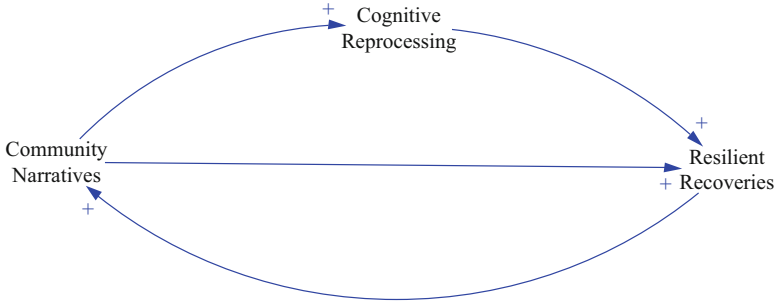 +
Cognitive
Reprocessing
+
Community
Narratives
Resilient
+ Recoveries
+